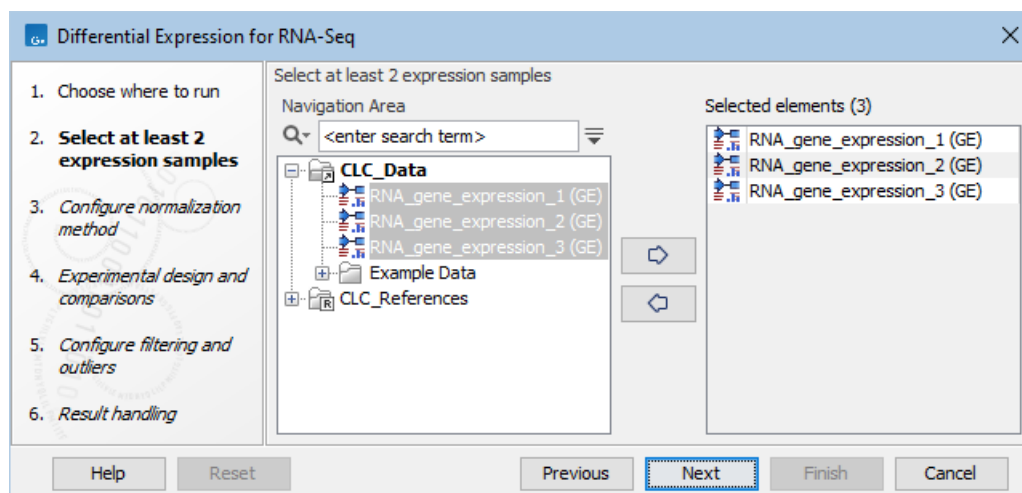 Differential Expression for RNA-Seq
1. Choose where to run
2. Select at least 2
expression samples
3. Configure normalization
method
4. Experimental design and
comparisons
5. Configure filtering and
outliers
6. Result handling
Select at least 2 expression samples
Navigation Area
<enter search term>
CLC_Data
RNA_gene_expression_1 (GE)
RNA_gene_expression_2 (GE)
RNA_gene_expression_3 (GE)
Example Data
CLC_References
Selected elements (3)
RNA_gene_expression_1 (GE)
RNA_gene_expression_2 (GE)
RNA_gene_expression_3 (GE)
Help
Reset
Previous
Next
Finish
Cancel